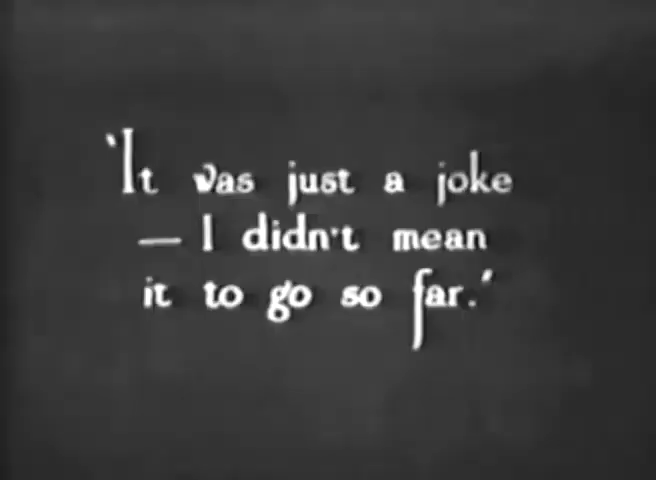 'It was just a joke
— I didn't mean
it to go so far.'